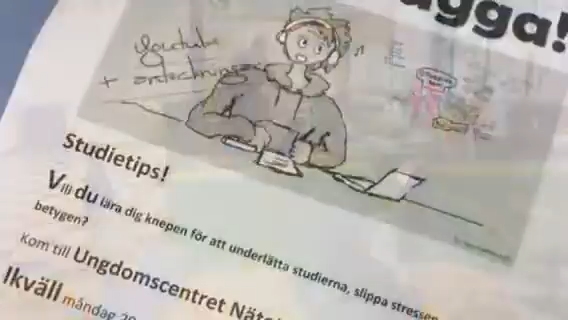 ugga!
Youtube
+ anteckningar
Studietips!
Vill du lära dig knepen för att underlätta studierna, slippa stressen
betygen?
Kom till Ungdomscentret
Ikväll måndag